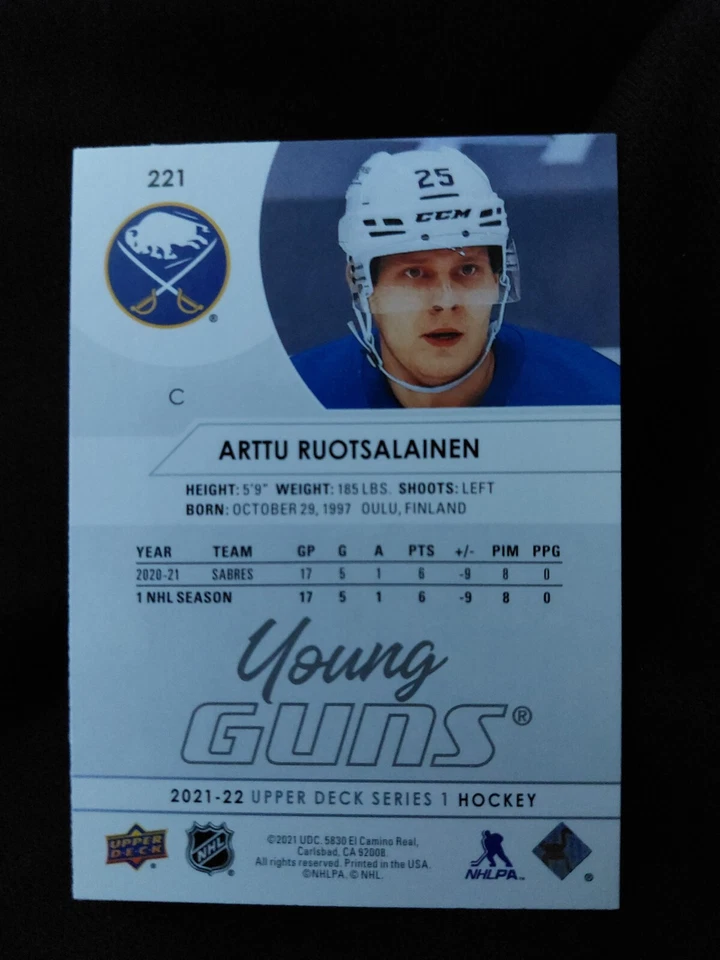 221
25
CCM
®
C
ARTTU RUOTSALAINEN
HEIGHT: 5'9" WEIGHT: 185 LBS. SHOOTS: LEFT
BORN: OCTOBER 29, 1997 OULU, FINLAND
YEAR TEAM GP G A PTS +/- PIM PPG
2020-21 SABRES 17 5 1 6 -9 8 0
1 NHL SEASON 17 5 1 6 -9 8 0
Young
GUNS®
2021-22 UPPER DECK SERIES 1 HOCKEY
UPPER DECK
NHL ®
©2021 UDC. 5830 El Camino Real,
Carlsbad, CA 92008.
All rights reserved. Printed in the USA.
©NHLPA. © NHL.
NHLPA™
®